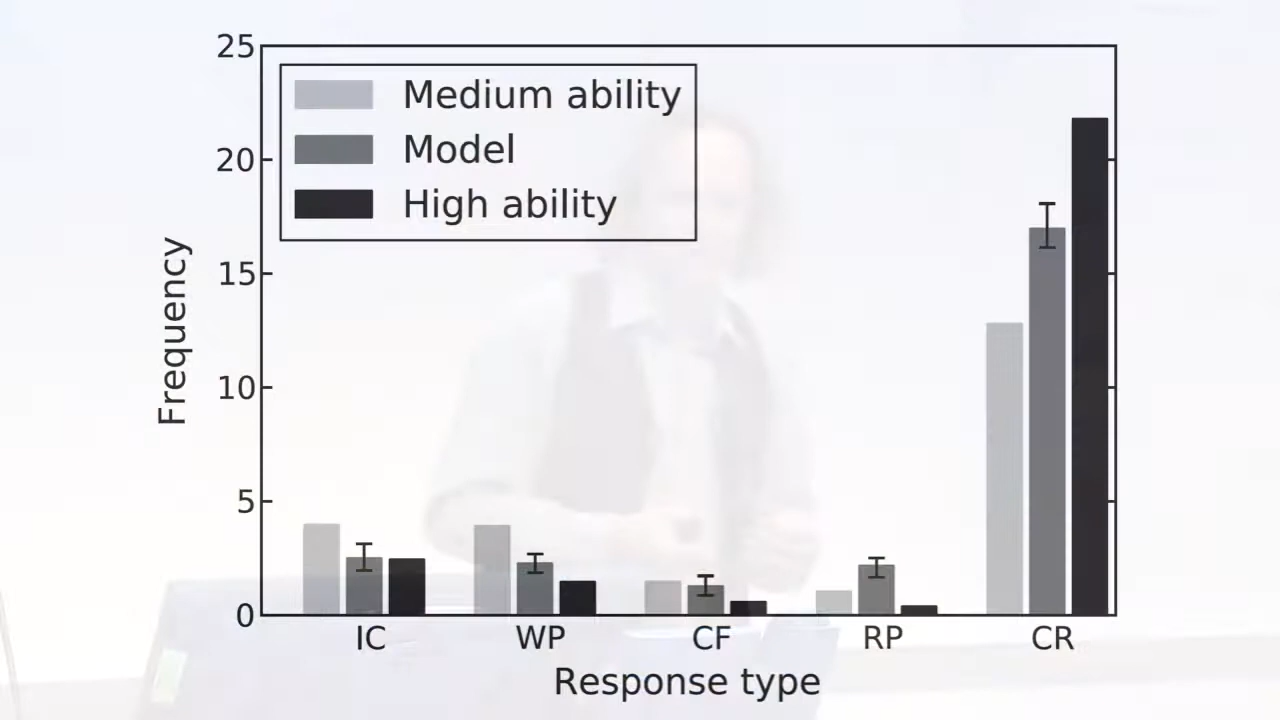 25
Medium ability
Model
High ability
20
15
10
5
0
Frequency
IC WP CF RP CR
Response type